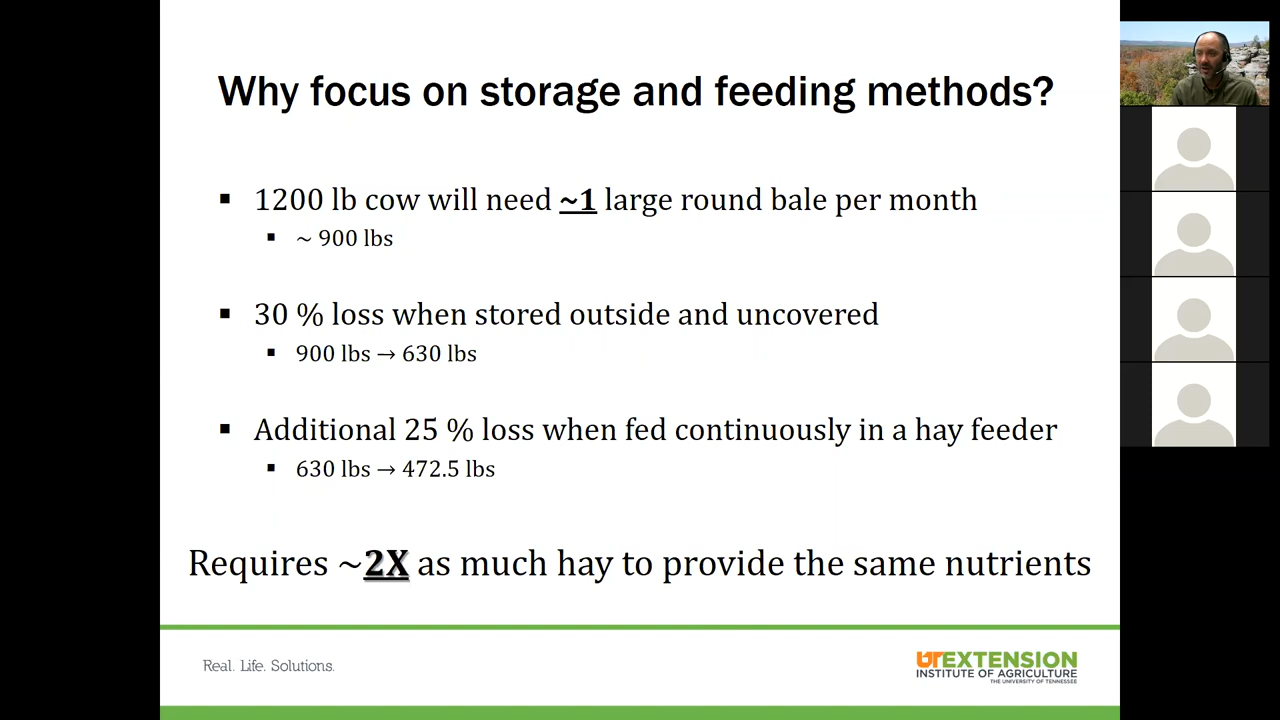 Why focus on storage and feeding methods?
▪ 1200 lb cow will need ~1 large round bale per month
▪ ~ 900 lbs
▪ 30 % loss when stored outside and uncovered
▪ 900 lbs → 630 lbs
▪ Additional 25 % loss when fed continuously in a hay feeder
▪ 630 lbs → 472.5 lbs
Requires ~2X as much hay to provide the same nutrients
Real. Life. Solutions.
UTEXTENSION
INSTITUTE OF AGRICULTURE
THE UNIVERSITY OF TENNESSEE